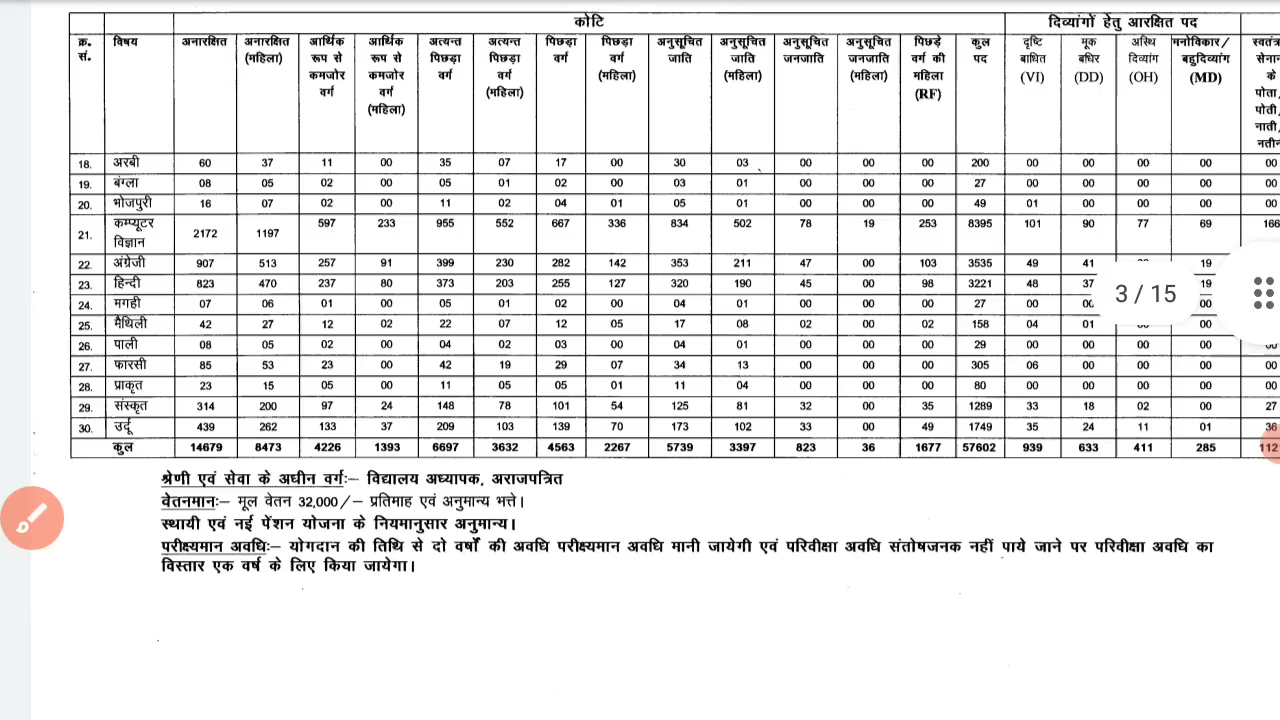 कोटि दिव्यांगों हेतु आरक्षित पद
क्र. सं. विषय अनारक्षित अनारक्षित (महिला) आर्थिक रूप से कमजोर वर्ग आर्थिक रूप से कमजोर वर्ग (महिला) अत्यन्त पिछड़ा वर्ग अत्यन्त पिछड़ा वर्ग (महिला) पिछड़ा वर्ग पिछड़ा वर्ग (महिला) अनुसूचित जाति अनुसूचित जाति (महिला) अनुसूचित जनजाति अनुसूचित जनजाति (महिला) पिछड़े वर्ग की महिला (RF) कुल पद दृष्टि बाधित (VI) मूक बधिर (DD) अस्थि दिव्यांग (OH) मनोविकार/ बहुदिव्यांग (MD) स्वतंत्र सेनान के पोता, पोती, नाती, नतीन
18. अरबी 60 37 11 00 35 07 17 00 30 03 00 00 00 200 00 00 00 00 00
19. बंग्ला 08 05 02 00 05 01 02 00 03 01 00 00 00 27 00 00 00 00 00
20. भोजपुरी 16 07 02 00 11 02 04 01 05 01 00 00 00 49 01 00 00 00 00
21. कम्प्यूटर विज्ञान 2172 1197 597 233 955 552 667 336 834 502 78 19 253 8395 101 90 77 69 166
22. अंग्रेजी 907 513 257 91 399 230 282 142 353 211 47 00 103 3535 49 41 19
23. हिन्दी 823 470 237 80 373 203 255 127 320 190 45 00 98 3221 48 37 19
24. मगही 07 06 01 00 05 01 02 00 04 01 00 00 00 27 00 00
25. मैथिली 42 27 12 02 22 07 12 05 17 08 02 00 02 158 04 01 00
26. पाली 08 05 02 00 04 02 03 00 04 01 00 00 00 29 00 00 00 00
27. फारसी 85 53 23 00 42 19 29 07 34 13 00 00 00 305 06 00 00 00 00
28. प्राकृत 23 15 05 00 11 05 05 01 11 04 00 00 00 80 00 00 00 00 00
29. संस्कृत 314 200 97 24 148 78 101 54 125 81 32 00 35 1289 33 18 02 00 27
30. उर्दू 439 262 133 37 209 103 139 70 173 102 33 00 49 1749 35 24 11 01 36
कुल 14679 8473 4226 1393 6697 3632 4563 2267 5739 3397 823 36 1677 57602 939 633 411 285 112
3 / 15
श्रेणी एवं सेवा के अधीन वर्गः– विद्यालय अध्यापक, अराजपत्रित
वेतनमानः– मूल वेतन 32,000/– प्रतिमाह एवं अनुमान्य भत्ते।
स्थायी एवं नई पेंशन योजना के नियमानुसार अनुमान्य।
परीक्ष्यमान अवधिः– योगदान की तिथि से दो वर्षों की अवधि परीक्ष्यमान अवधि मानी जायेगी एवं परिवीक्षा अवधि संतोषजनक नहीं पाये जाने पर परिवीक्षा अवधि का
विस्तार एक वर्ष के लिए किया जायेगा।